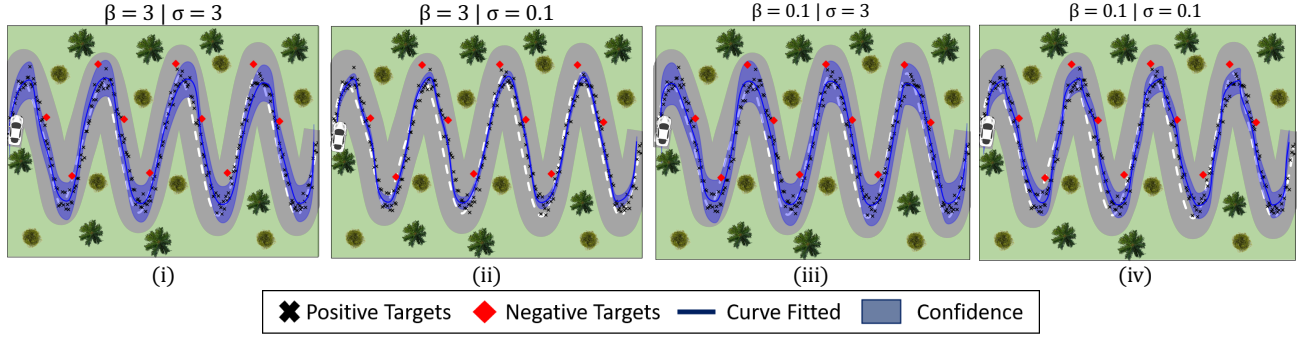 β = 3 | σ = 3
β = 3 | σ = 0.1
β = 0.1 | σ = 3
β = 0.1 | σ = 0.1
(i)
(ii)
(iii)
(iv)
Positive Targets
Negative Targets
Curve Fitted
Confidence